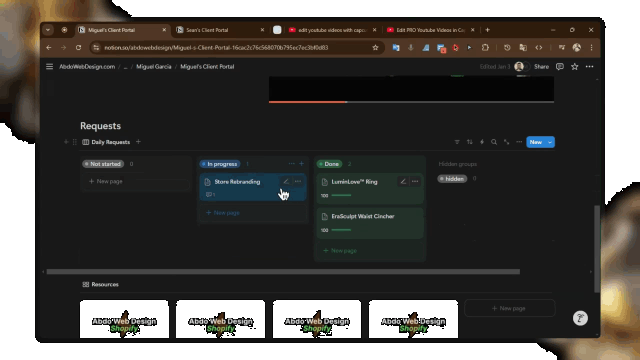 Miguel's Client Portal
Sean's Client Portal
edit youtube videos with capc
Edit PRO Youtube Videos in Ca
notion.so/abdowebdesign/Miguel-s-Client-Portal-16cac2c76c568070b795ec7ec3bf0d83
AbdoWebDesign.com / ... / Miguel Garcia / Miguel's Client Portal
Edited Jan 3
Share
Requests
Daily Requests
New
Not started 0
In progress 1
Done 2
Hidden groups
New page
Store Rebranding
1
New page
LuminLove™ Ring
100
EraSculpt Waist Cincher
100
New page
hidden 0
Resources
Abdo Web Design
Shopify
Abdo Web Design
Shopify
Abdo Web Design
Shopify
Abdo Web Design
Shopify
New page